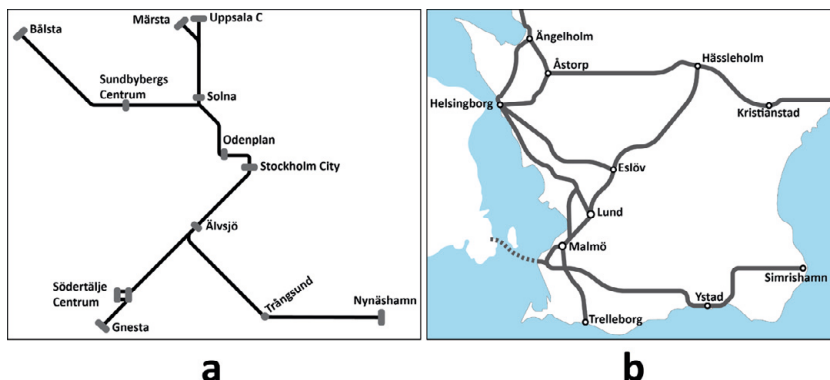 Bålsta
Märsta
Uppsala C
Sundbybergs
Centrum
Solna
Odenplan
Stockholm City
Älvsjö
Södertälje
Centrum
Gnesta
Trångsund
Nynäshamn
a
Ängelholm
Åstorp
Hässleholm
Helsingborg
Kristianstad
Eslöv
Lund
Malmö
Simrishamn
Ystad
Trelleborg
b